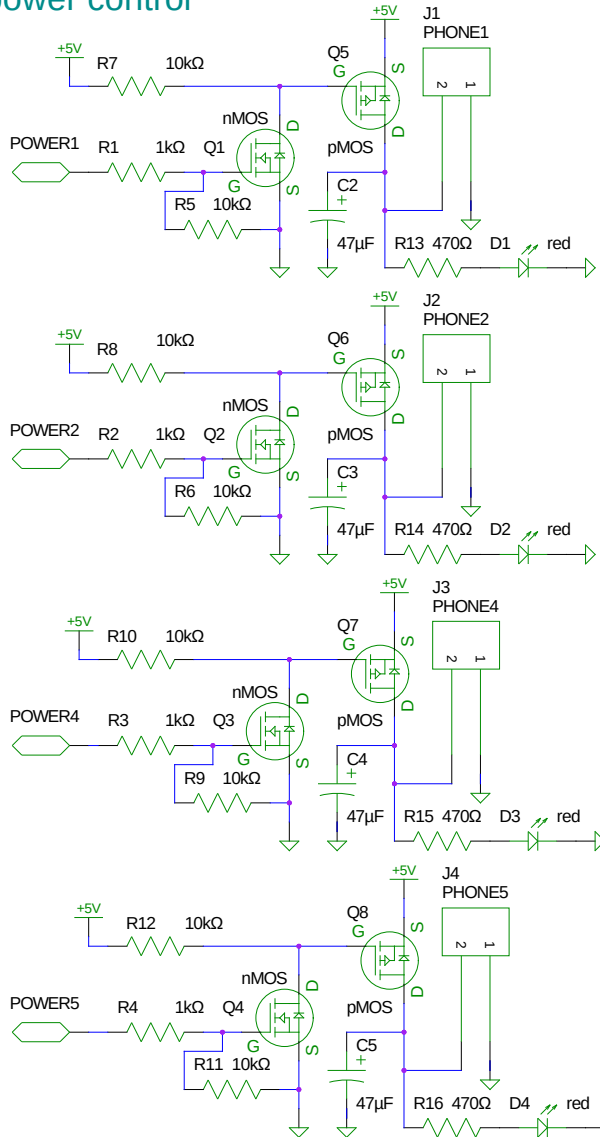 power control
+5V
J1
PHONE1
+5V
R7 10kΩ
Q5
G
S
D
pMOS
2 1
nMOS
D
POWER1
R1 1kΩ Q1
G
S
R5 10kΩ
C2
+
47µF
R13 470Ω D1 red
+5V
J2
PHONE2
+5V
R8 10kΩ
Q6
G
S
D
pMOS
2 1
nMOS
D
POWER2
R2 1kΩ Q2
G
S
R6 10kΩ
C3
+
47µF
R14 470Ω D2 red
+5V
J3
PHONE4
+5V
R10 10kΩ
Q7
G
S
D
pMOS
2 1
nMOS
D
POWER4
R3 1kΩ Q3
G
S
R9 10kΩ
C4
+
47µF
R15 470Ω D3 red
+5V
J4
PHONE5
+5V
R12 10kΩ
Q8
G
S
D
pMOS
2 1
nMOS
D
POWER5
R4 1kΩ Q4
G
S
R11 10kΩ
C5
+
47µF
R16 470Ω D4 red